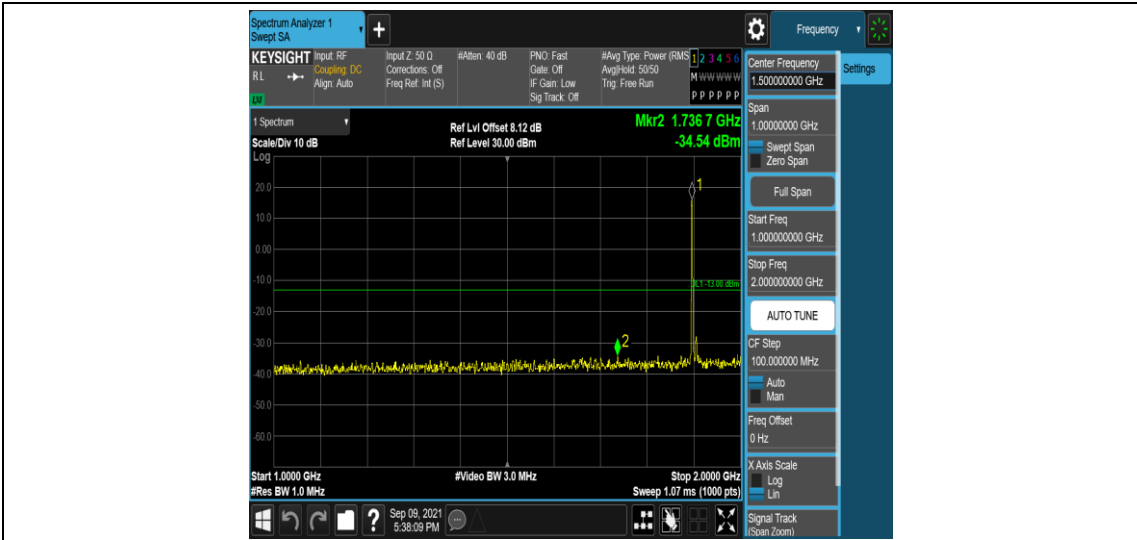 Spectrum Analyzer 1
Swept SA
+
Frequency
KEYSIGHT
RL
LXI
Input: RF
Coupling: DC
Align: Auto
Input Z: 50 Ω
Corrections: Off
Freq Ref: Int (S)
#Atten: 40 dB
PNO: Fast
Gate: Off
IF Gain: Low
Sig Track: Off
#Avg Type: Power (RMS
Avg|Hold: 50/50
Trig: Free Run
1 2 3 4 5 6
M W W W W W
P P P P P P
1 Spectrum
Scale/Div 10 dB
Log
Ref Lvl Offset 8.12 dB
Ref Level 30.00 dBm
Mkr2 1.736 7 GHz
-34.54 dBm
20.0
10.0
0.00
-10.0
-20.0
-30.0
-40.0
-50.0
-60.0
1
DL1 -13.00 dBm
2
Start 1.0000 GHz
#Res BW 1.0 MHz
#Video BW 3.0 MHz
Stop 2.0000 GHz
Sweep 1.07 ms (1000 pts)
?
Sep 09, 2021
5:38:09 PM
Center Frequency
1.500000000 GHz
Settings
Span
1.00000000 GHz
Swept Span
Zero Span
Full Span
Start Freq
1.000000000 GHz
Stop Freq
2.000000000 GHz
AUTO TUNE
CF Step
100.000000 MHz
Auto
Man
Freq Offset
0 Hz
X Axis Scale
Log
Lin
Signal Track
(Span Zoom)